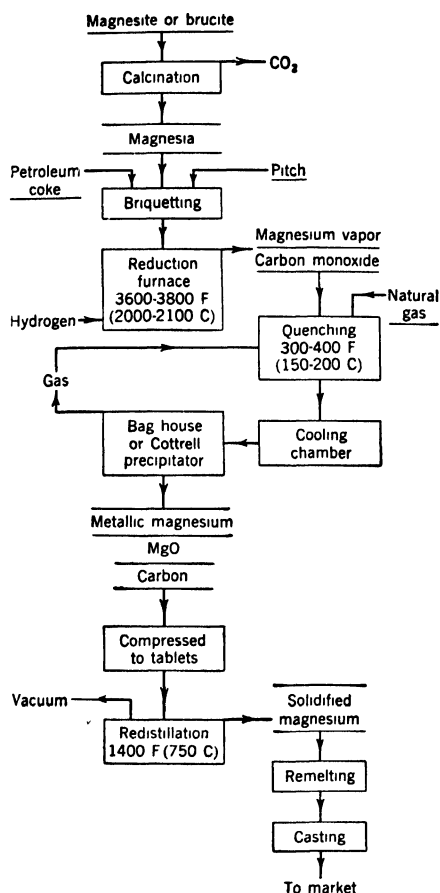 Magnesite or brucite
CO2
Calcination
Magnesia
Petroleum
coke
Pitch
Briquetting
Magnesium vapor
Carbon monoxide
Reduction
furnace
3600-3800 F
(2000-2100 C)
Hydrogen
Natural
gas
Quenching
300-400 F
(150-200 C)
Gas
Bag house
or Cottrell
precipitator
Cooling
chamber
Metallic magnesium
MgO
Carbon
Compressed
to tablets
Vacuum
Redistillation
1400 F (750 C)
Solidified
magnesium
Remelting
Casting
To market